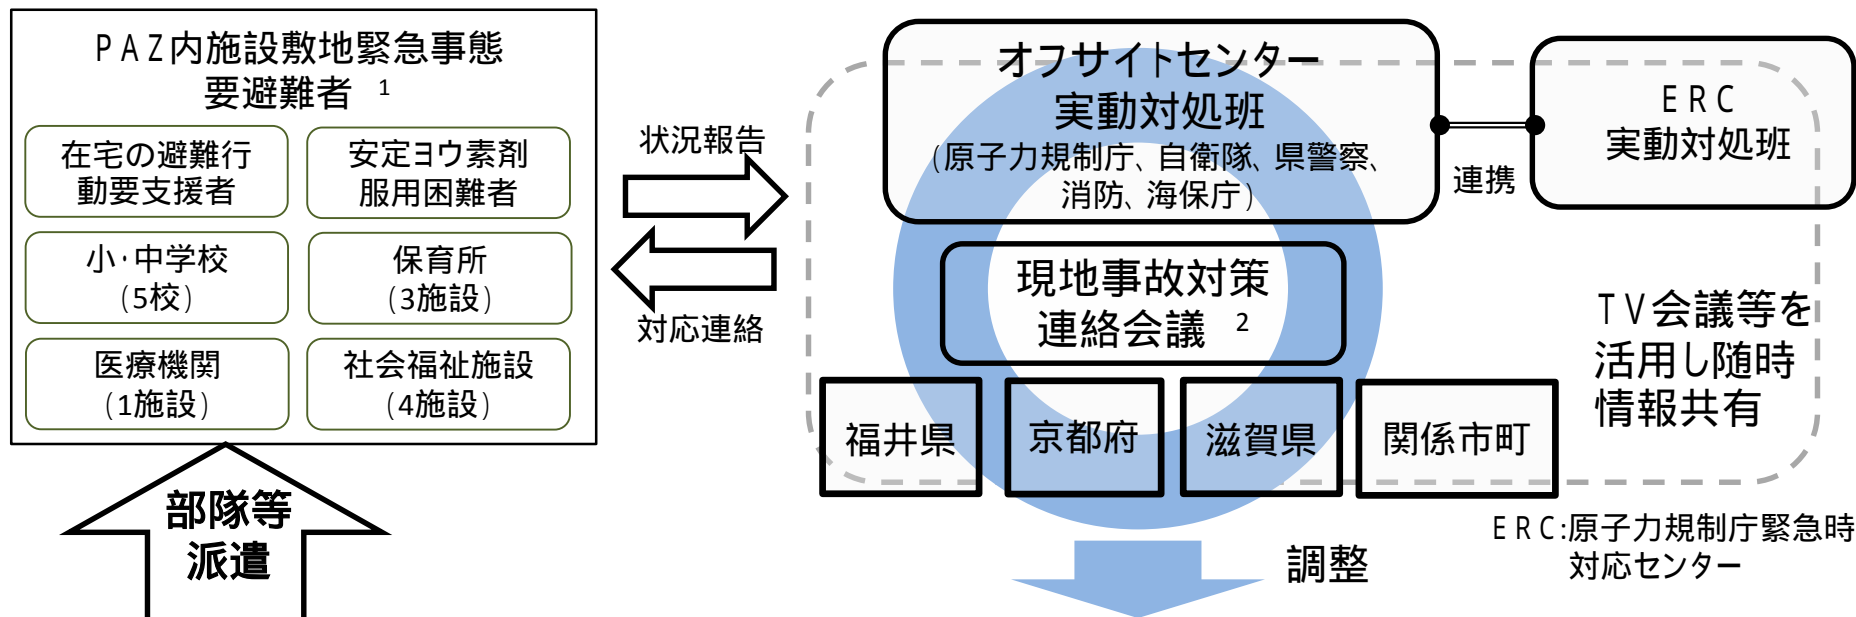 PAZ内施設敷地緊急事態
要避難者 1
在宅の避難行
動要支援者
安定ヨウ素剤
服用困難者
小・中学校
(5校)
保育所
(3施設)
医療機関
(1施設)
社会福祉施設
(4施設)
部隊等
派遣
状況報告
対応連絡
オフサイトセンター
実動対処班
(原子力規制庁、自衛隊、県警察、
消防、海保庁)
連携
ERC
実動対処班
現地事故対策
連絡会議 2
福井県
京都府
滋賀県
関係市町
TV会議等を
活用し随時
情報共有
ERC:原子力規制庁緊急時
対応センター
調整